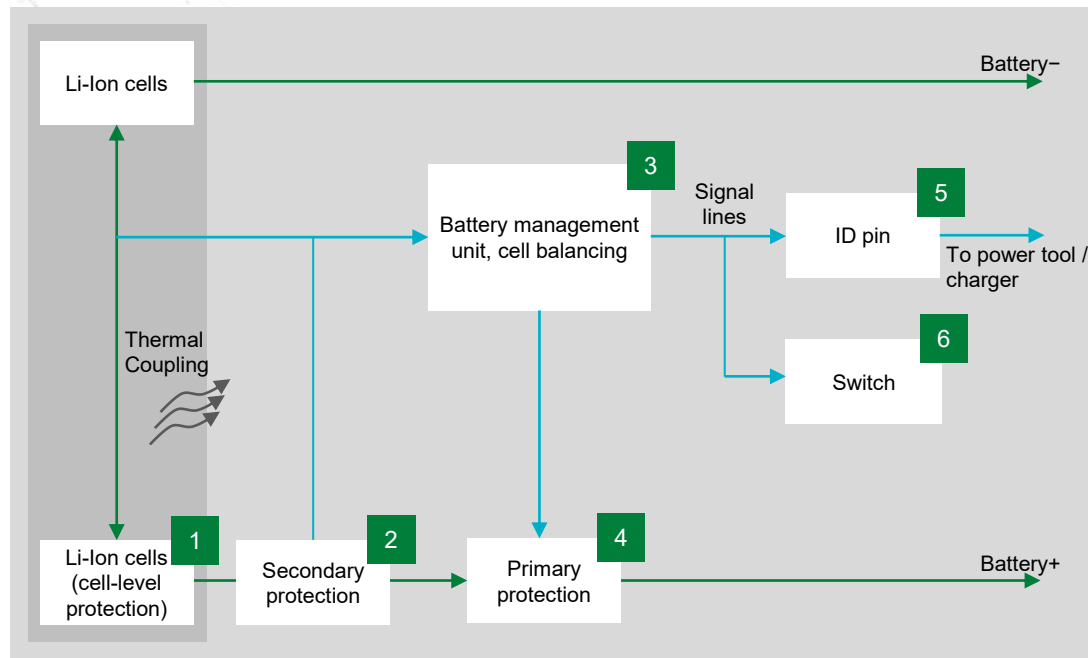 Li-Ion cells
Battery−
3
Battery management
unit, cell balancing
Signal
lines
5
ID pin
To power tool /
charger
6
Switch
Thermal
Coupling
1
Li-Ion cells
(cell-level
protection)
2
Secondary
protection
4
Primary
protection
Battery+